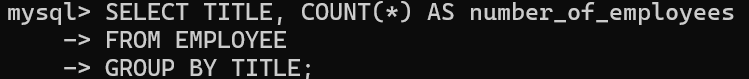 mysql> SELECT TITLE, COUNT(*) AS number_of_employees
    -> FROM EMPLOYEE
    -> GROUP BY TITLE;